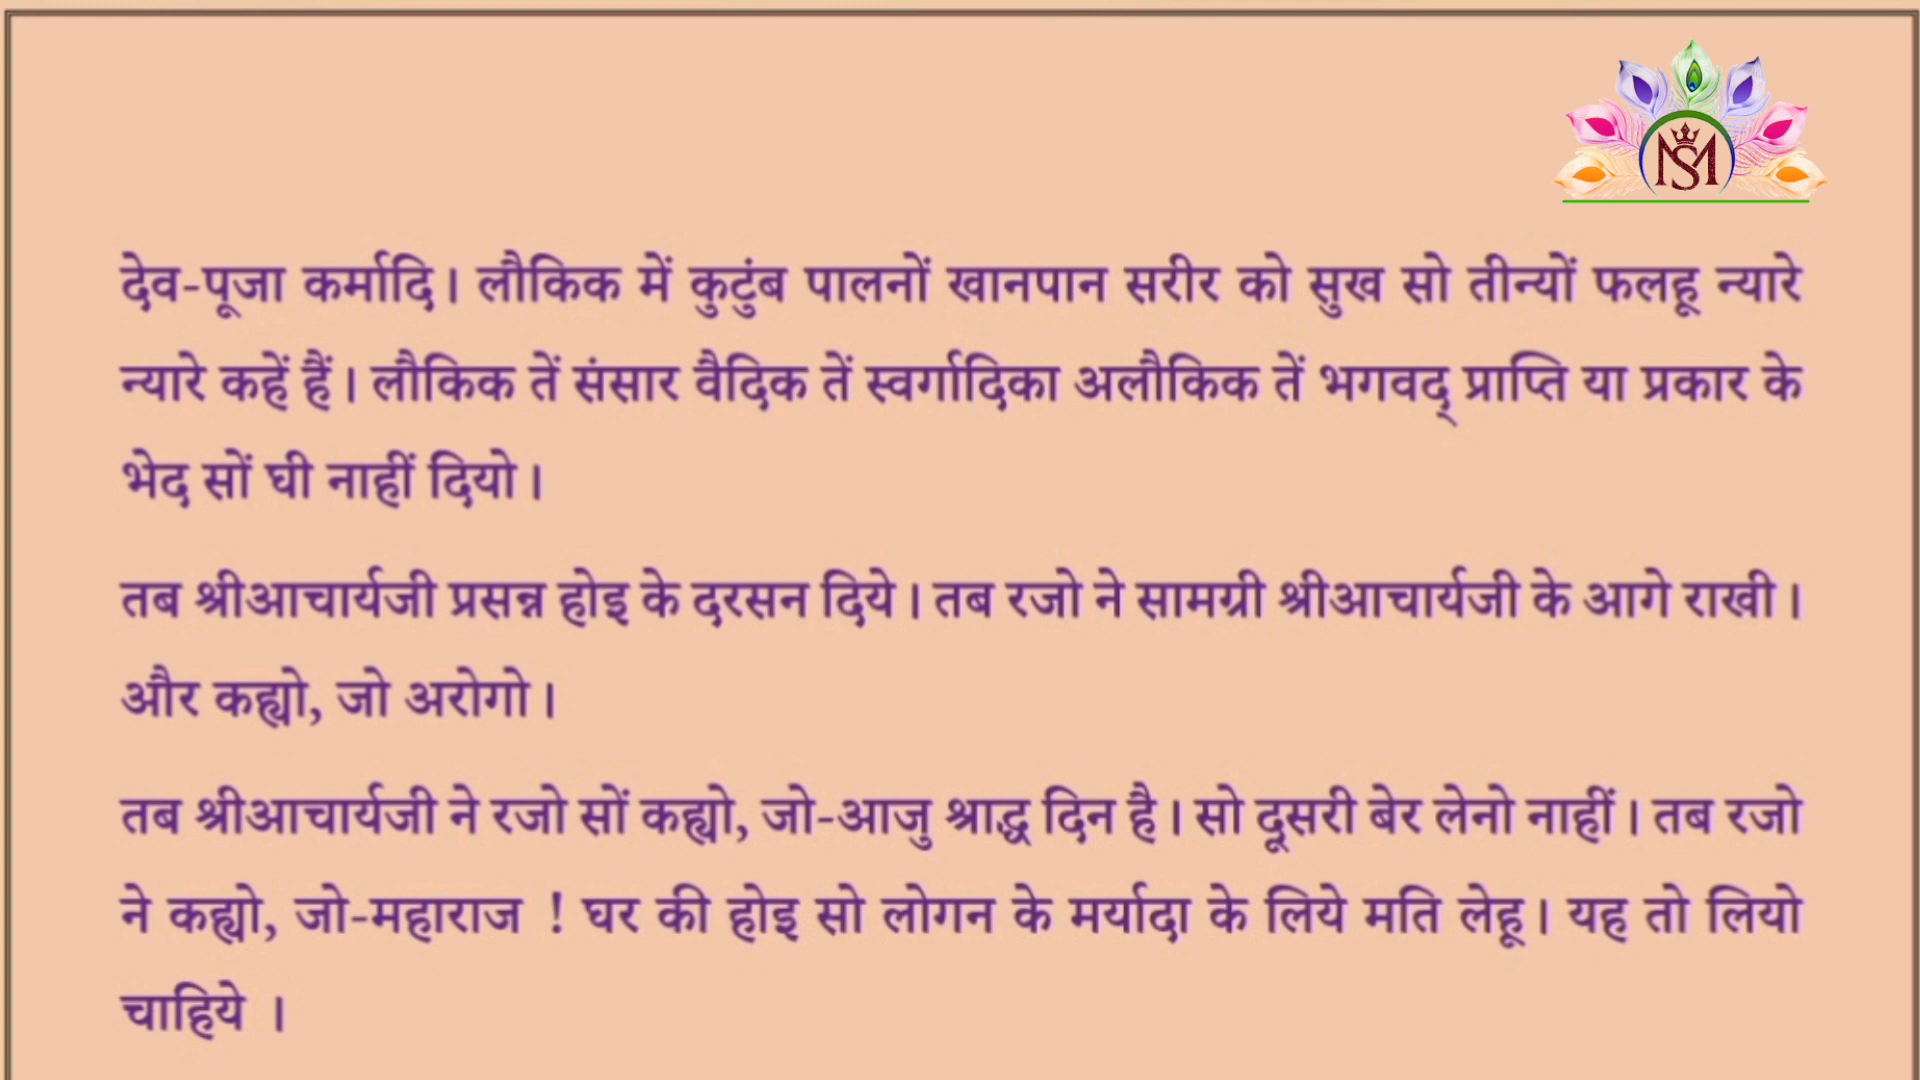 SM
देव-पूजा कर्मादि। लौकिक में कुटुंब पालनों खानपान सरीर को सुख सो तीन्यों फलहू न्यारे
न्यारे कहें हैं। लौकिक तें संसार वैदिक तें स्वर्गादिका अलौकिक तें भगवद् प्राप्ति या प्रकार के
भेद सों घी नाहीं दियो।
तब श्रीआचार्यजी प्रसन्न होइ के दरसन दिये। तब रजो ने सामग्री श्रीआचार्यजी के आगे राखी।
और कह्यो, जो अरोगो।
तब श्रीआचार्यजी ने रजो सों कह्यो, जो-आजु श्राद्ध दिन है। सो दूसरी बेर लेनो नाहीं। तब रजो
ने कह्यो, जो-महाराज ! घर की होइ सो लोगन के मर्यादा के लिये मति लेहू। यह तो लियो
चाहिये ।